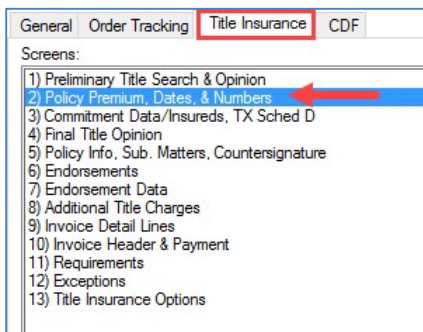 General Order Tracking Title Insurance CDF
Screens:
1) Preliminary Title Search & Opinion
2) Policy Premium, Dates, & Numbers
3) Commitment Data/Insureds, TX Sched D
4) Final Title Opinion
5) Policy Info, Sub. Matters, Countersignature
6) Endorsements
7) Endorsement Data
8) Additional Title Charges
9) Invoice Detail Lines
10) Invoice Header & Payment
11) Requirements
12) Exceptions
13) Title Insurance Options